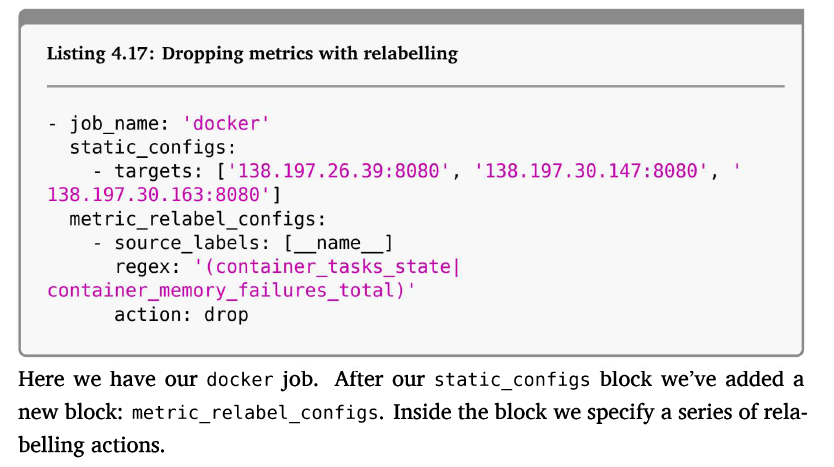 Listing 4.17: Dropping metrics with relabelling
- job_name: 'docker'
  static_configs:
    - targets: ['138.197.26.39:8080', '138.197.30.147:8080', '
138.197.30.163:8080']
  metric_relabel_configs:
    - source_labels: [__name__]
      regex: '(container_tasks_state|
container_memory_failures_total)'
      action: drop
Here we have our docker job. After our static_configs block we’ve added a
new block: metric_relabel_configs. Inside the block we specify a series of rela-
belling actions.